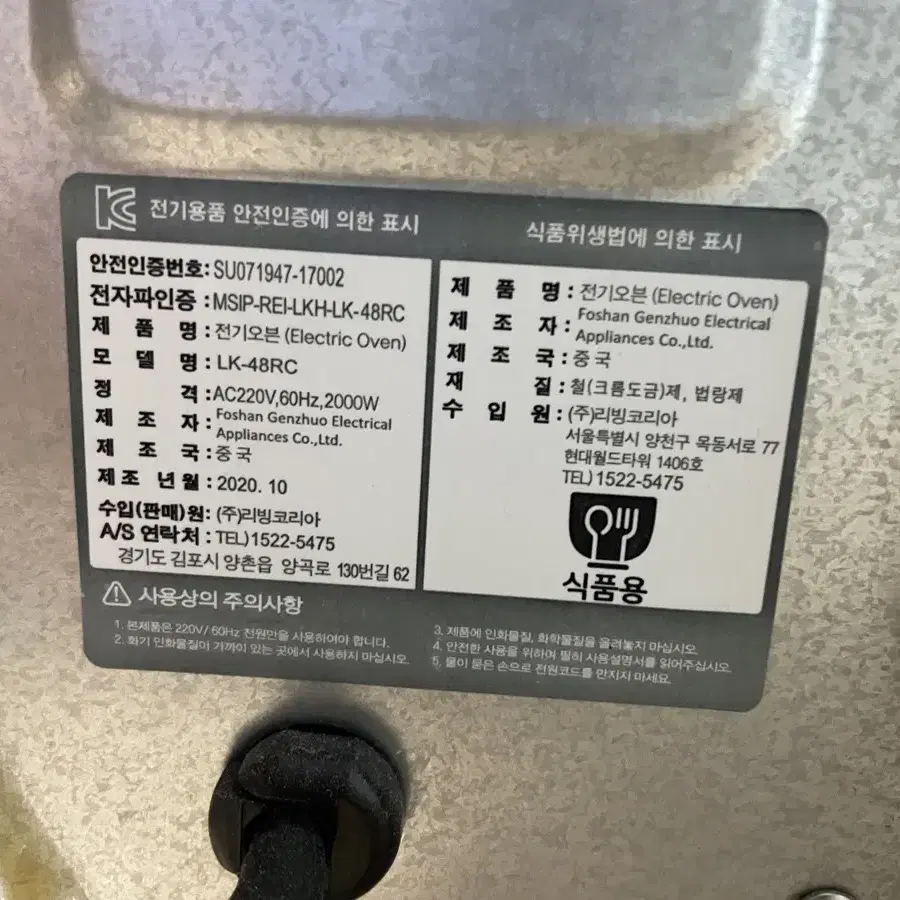 KC 전기용품 안전인증에 의한 표시
안전인증번호: SU071947-17002
전자파인증 : MSIP-REI-LKH-LK-48RC
제 품 명 : 전기오븐 (Electric Oven)
모 델 명 : LK-48RC
정 격 : AC220V,60Hz,2000W
제 조 자 : Foshan Genzhuo Electrical
Appliances Co.,Ltd.
제 조 국 : 중 국
제 조 년 월 : 2020. 10
수입(판매)원: (주)리빙코리아
A/S 연락처 : TEL)1522-5475
경기도 김포시 양촌읍 양곡로 130번길 62
식품위생법에 의한 표시
제 품 명 : 전기오븐 (Electric Oven)
제 조 자 : Foshan Genzhuo Electrical
Appliances Co.,Ltd.
제 조 국 : 중 국
재 질 : 철(크롬도금)제, 법랑제
수 입 원 : (주)리빙코리아
서울특별시 양천구 목동서로 77
현대월드타워 1406호
TEL) 1522-5475
식품용
사용상의 주의사항
1. 본제품은 220V/ 60Hz 전원만을 사용하여야 합니다.
2. 화기 인화물질이 가까이 있는 곳에서 사용하지 마십시오.
3. 제품에 인화물질, 화학물질을 올려놓지 마십시오.
4. 안전한 사용을 위하여 필히 사용설명서를 읽어주십시오.
5. 물이 묻은 손으로 전원코드를 만지지 마세요.